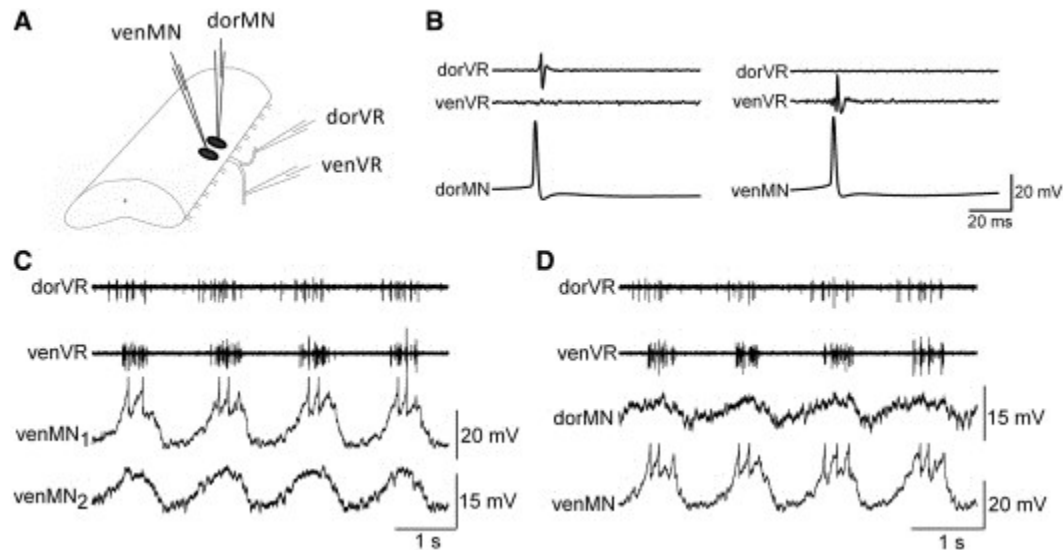 A
venMN
dorMN
dorVR
venVR
B
dorVR
venVR
dorMN
dorVR
venVR
venMN
20 mV
20 ms
C
dorVR
venVR
venMN1
20 mV
venMN2
15 mV
1 s
D
dorVR
venVR
dorMN
15 mV
venMN
20 mV
1 s